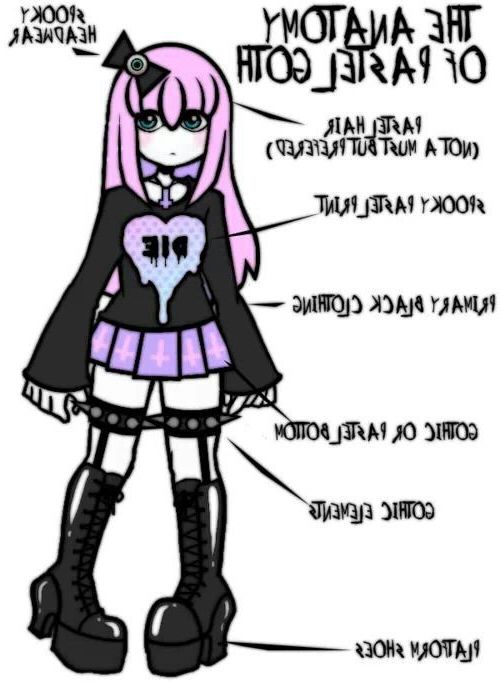 THE ANATOMY
OF PASTEL GOTH
SPOOKY
HEADWEAR
PASTEL HAIR
(NOT A MUST BUT PREFERED)
SPOOKY PASTEL PRINT
DIE
PRIMARY BLACK CLOTHING
GOTHIC OR PASTEL BOTTOM
GOTHIC ELEMENTS
PLATFORM SHOES